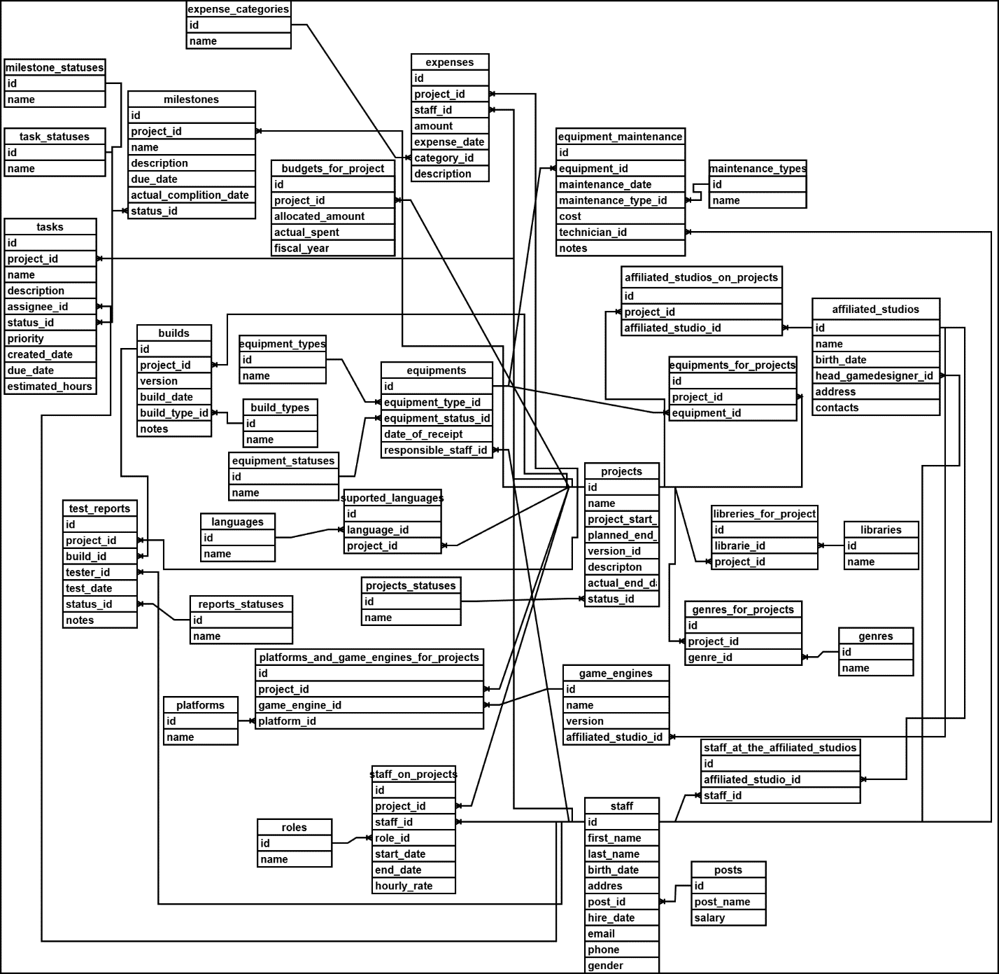 expense_categories
id
name
milestone_statuses
id
name
task_statuses
id
name
milestones
id
project_id
name
description
due_date
actual_complition_date
status_id
expenses
id
project_id
staff_id
amount
expense_date
category_id
description
budgets_for_project
id
project_id
allocated_amount
actual_spent
fiscal_year
equipment_maintenance
id
equipment_id
maintenance_date
maintenance_type_id
cost
technician_id
notes
maintenance_types
id
name
tasks
id
project_id
name
description
assignee_id
status_id
priority
created_date
due_date
estimated_hours
affiliated_studios_on_projects
id
project_id
affiliated_studio_id
affiliated_studios
id
name
birth_date
head_gamedesigner_id
address
contacts
builds
id
project_id
version
build_date
build_type_id
notes
equipment_types
id
name
build_types
id
name
equipments
id
equipment_type_id
equipment_status_id
date_of_receipt
responsible_staff_id
equipments_for_projects
id
project_id
equipment_id
equipment_statuses
id
name
suported_languages
id
language_id
project_id
languages
id
name
projects
id
name
project_start_
planned_end_
version_id
descripton
actual_end_d
status_id
test_reports
id
project_id
build_id
tester_id
test_date
status_id
notes
libreries_for_project
id
librarie_id
project_id
libraries
id
name
projects_statuses
id
name
reports_statuses
id
name
genres_for_projects
id
project_id
genre_id
genres
id
name
platforms_and_game_engines_for_projects
id
project_id
game_engine_id
platform_id
platforms
id
name
game_engines
id
name
version
affiliated_studio_id
staff_at_the_affiliated_studios
id
affiliated_studio_id
staff_id
staff_on_projects
id
project_id
staff_id
role_id
start_date
end_date
hourly_rate
roles
id
name
staff
id
first_name
last_name
birth_date
addres
post_id
hire_date
email
phone
gender
posts
id
post_name
salary